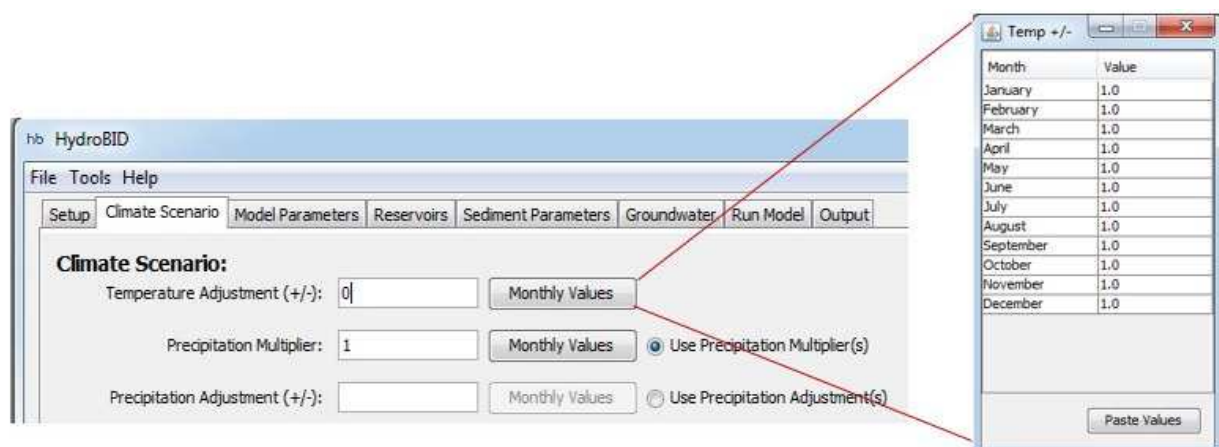 hb HydroBID
File Tools Help
Setup Climate Scenario Model Parameters Reservoirs Sediment Parameters Groundwater Run Model Output
Climate Scenario:
Temperature Adjustment (+/-): 0 Monthly Values
Precipitation Multiplier: 1 Monthly Values Use Precipitation Multiplier(s)
Precipitation Adjustment (+/-): Monthly Values Use Precipitation Adjustment(s)
Temp +/-
Month Value
January 1.0
February 1.0
March 1.0
April 1.0
May 1.0
June 1.0
July 1.0
August 1.0
September 1.0
October 1.0
November 1.0
December 1.0
Paste Values